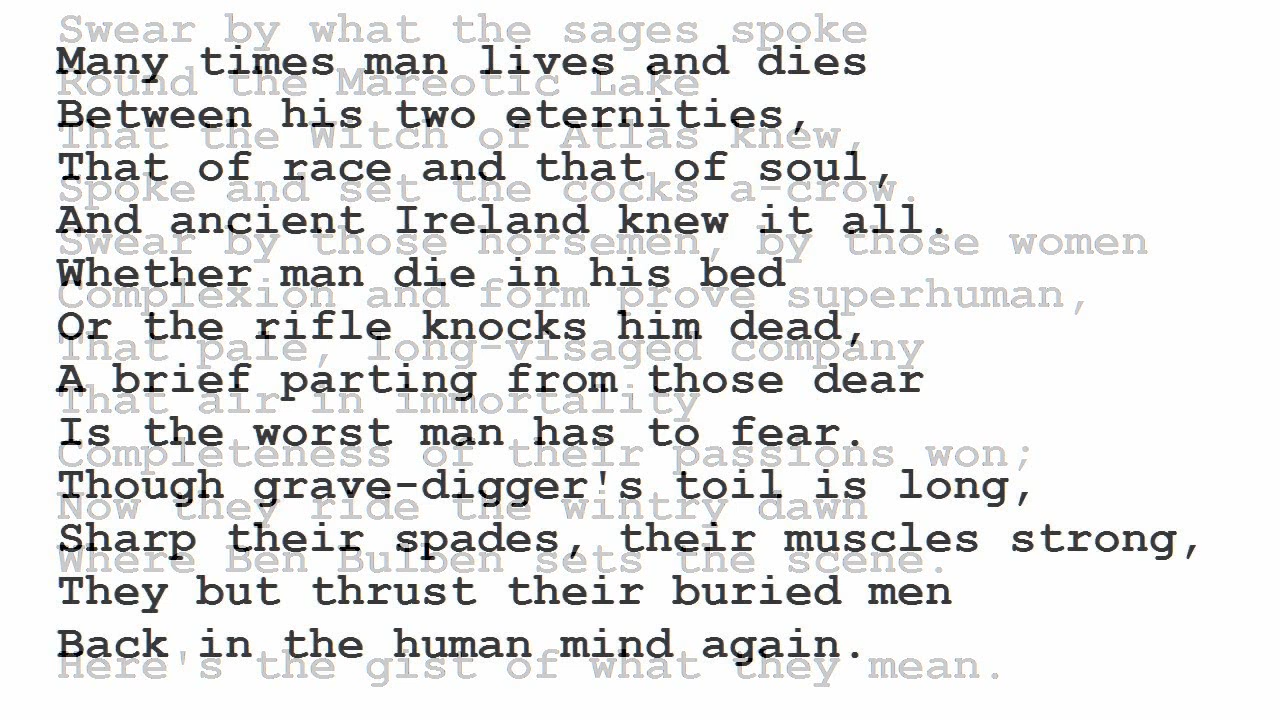 Swear by what the sages spoke
Many times man lives and dies
Round the Mareotic Lake
Between his two eternities,
That the Witch of Atlas knew,
That of race and that of soul,
Spoke and set the cocks a-crow.
And ancient Ireland knew it all.
Swear by those horsemen, by those women
Whether man die in his bed
Complexion and form prove superhuman,
Or the rifle knocks him dead,
That pale, long-visaged company
A brief parting from those dear
That air in immortality
Is the worst man has to fear.
Completeness of their passions won;
Though grave-digger's toil is long,
Now they ride the wintry dawn
Sharp their spades, their muscles strong,
Where Ben Bulben sets the scene.
They but thrust their buried men
Back in the human mind again.
Here's the gist of what they mean.